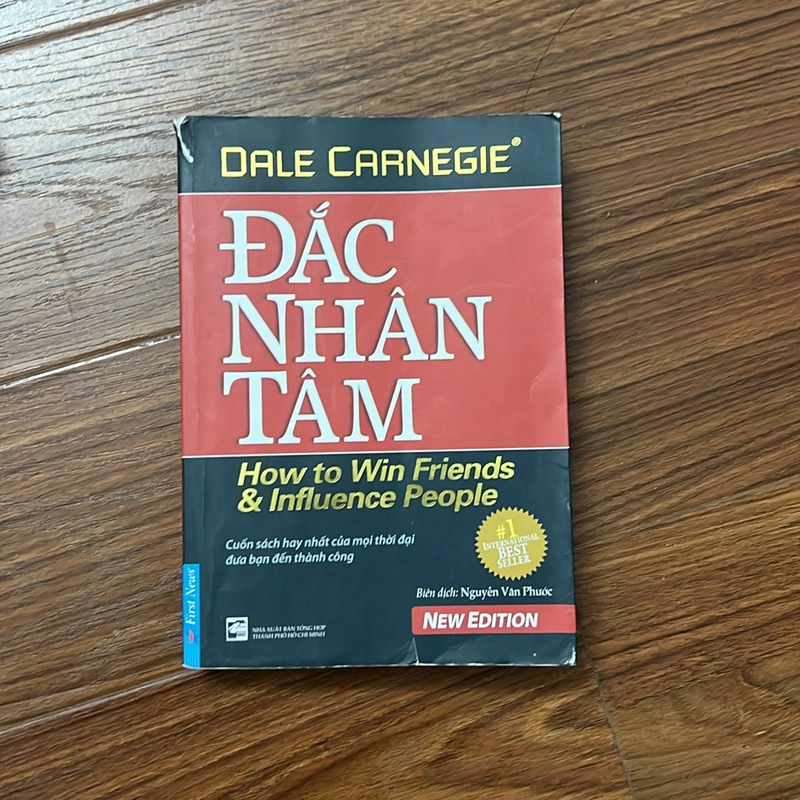 DALE CARNEGIE®
ĐẮC
NHÂN
TÂM
How to Win Friends
& Influence People
Cuốn sách hay nhất của mọi thời đại
đưa bạn đến thành công
#1
INTERNATIONAL
BEST
SELLER
Biên dịch: Nguyễn Văn Phước
NEW EDITION
First News
NHÀ XUẤT BẢN TỔNG HỢP
THÀNH PHỐ HỒ CHÍ MINH